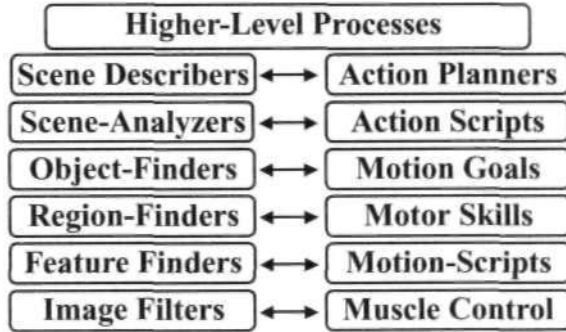 Higher-Level Processes
Scene Describers Action Planners
Scene-Analyzers Action Scripts
Object-Finders Motion Goals
Region-Finders Motor Skills
Feature Finders Motion-Scripts
Image Filters Muscle Control